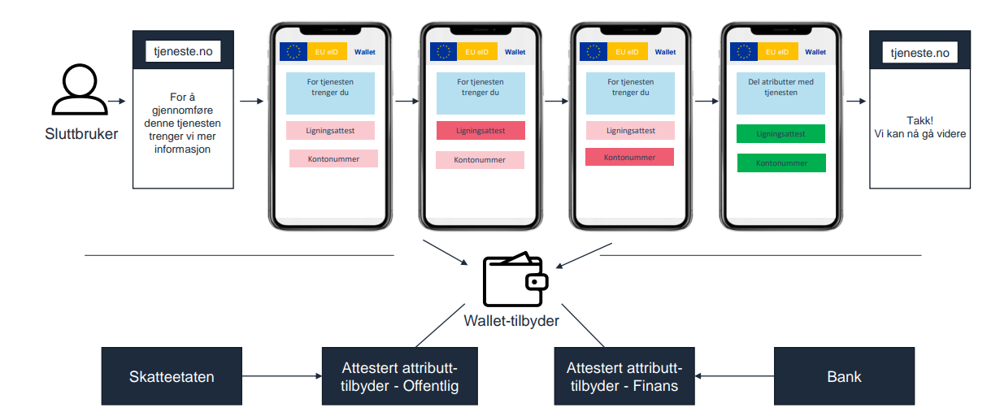 tjeneste.no
For å
gjennomføre
denne tjenesten
trenger vi mer
informasjon
Sluttbruker
EU eID
Wallet
For tjenesten
trenger du
Ligningsattest
Kontonummer
EU eID
Wallet
For tjenesten
trenger du
Ligningsattest
Kontonummer
EU eID
Wallet
For tjenesten
trenger du
Ligningsattest
Kontonummer
EU eID
Wallet
Del atributter med
tjenesten
Ligningsattest
Kontonummer
tjeneste.no
Takk!
Vi kan nå gå videre
Wallet-tilbyder
Skatteetaten
Attestert attributt-
tilbyder - Offentlig
Attestert attributt-
tilbyder - Finans
Bank